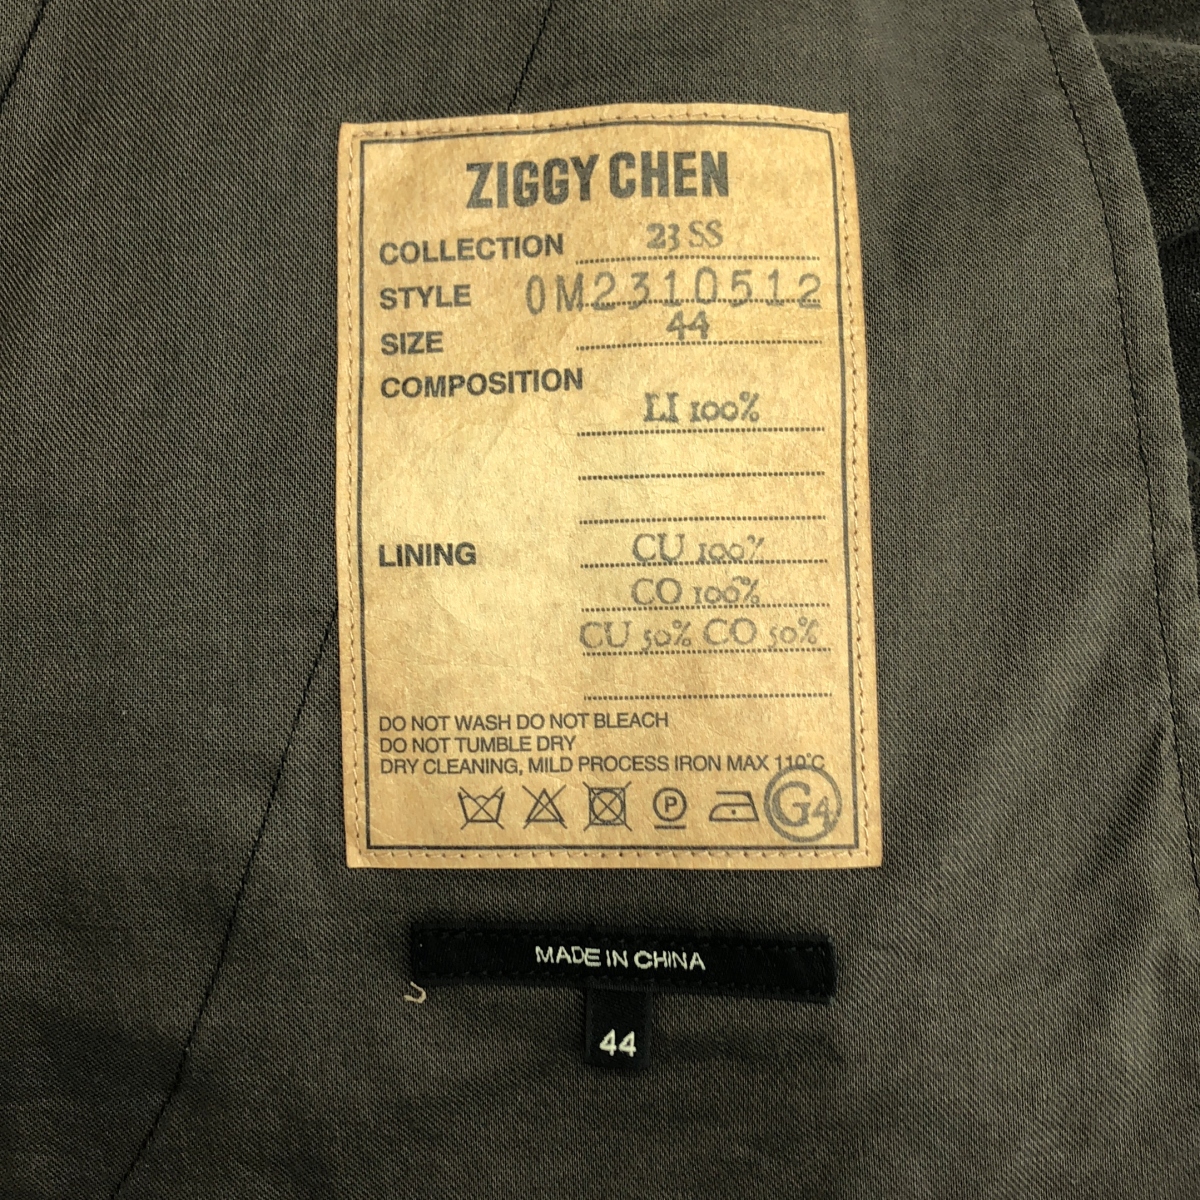 ZIGGY CHEN
COLLECTION 23 SS
STYLE 0M2310512
SIZE 44
COMPOSITION
LI 100%
LINING CU 100%
CO 100%
CU 50% CO 50%
DO NOT WASH DO NOT BLEACH
DO NOT TUMBLE DRY
DRY CLEANING, MILD PROCESS IRON MAX 110°C
P G4
MADE IN CHINA
44